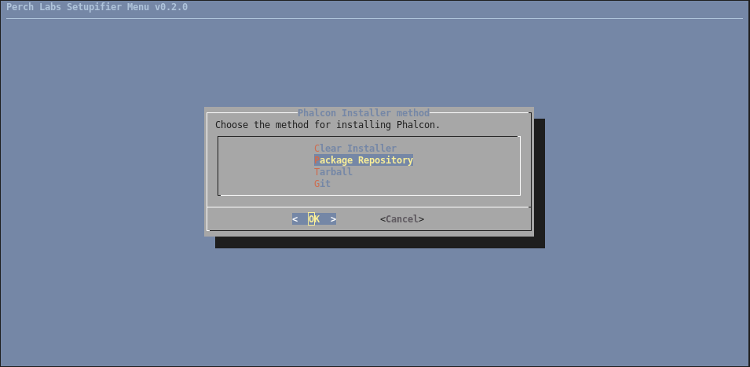 Perch Labs Setupifier Menu v0.2.0
Phalcon Installer method
Choose the method for installing Phalcon.
Clear Installer
Package Repository
Tarball
Git
< OK > <Cancel>